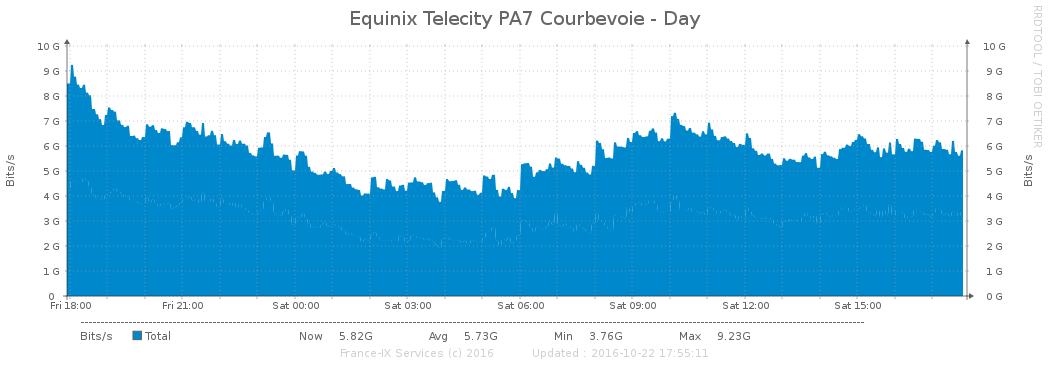 Equinix Telecity PA7 Courbevoie - Day
RRDTOOL / TOBI OETIKER
Bits/s
10 G 10 G
9 G 9 G
8 G 8 G
7 G 7 G
6 G 6 G
5 G 5 G
4 G 4 G
3 G 3 G
2 G 2 G
1 G 1 G
0 0 G
Bits/s
Fri 18:00 Fri 21:00 Sat 00:00 Sat 03:00 Sat 06:00 Sat 09:00 Sat 12:00 Sat 15:00
Bits/s Total Now 5.82G Avg 5.73G Min 3.76G Max 9.23G
France-IX Services (c) 2016 Updated : 2016-10-22 17:55:11